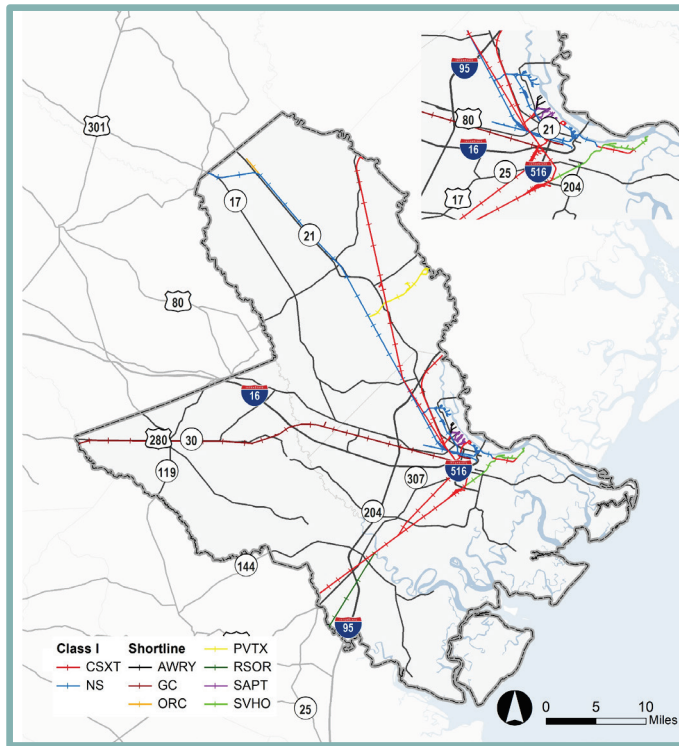 95
80
21
16
25
516
204
17
301
17
21
80
16
280
30
119
516
307
204
144
95
25
Class I
CSXT
NS
Shortline
AWRY
GC
ORC
PVTX
RSOR
SAPT
SVHO
0 5 10
Miles